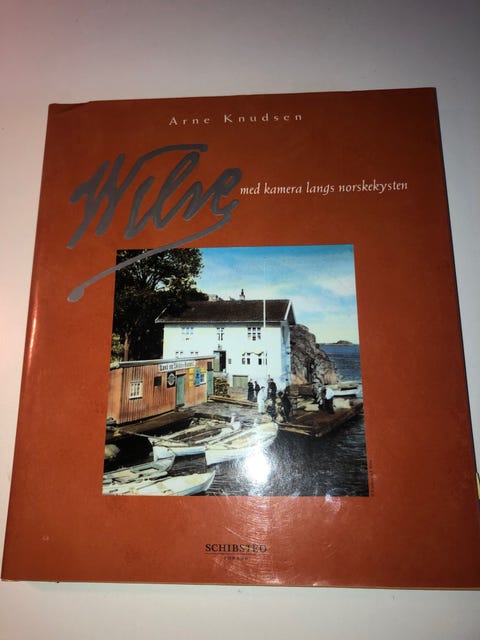 Arne Knudsen
Wilse
med kamera langs norskekysten
SCHIBSTED